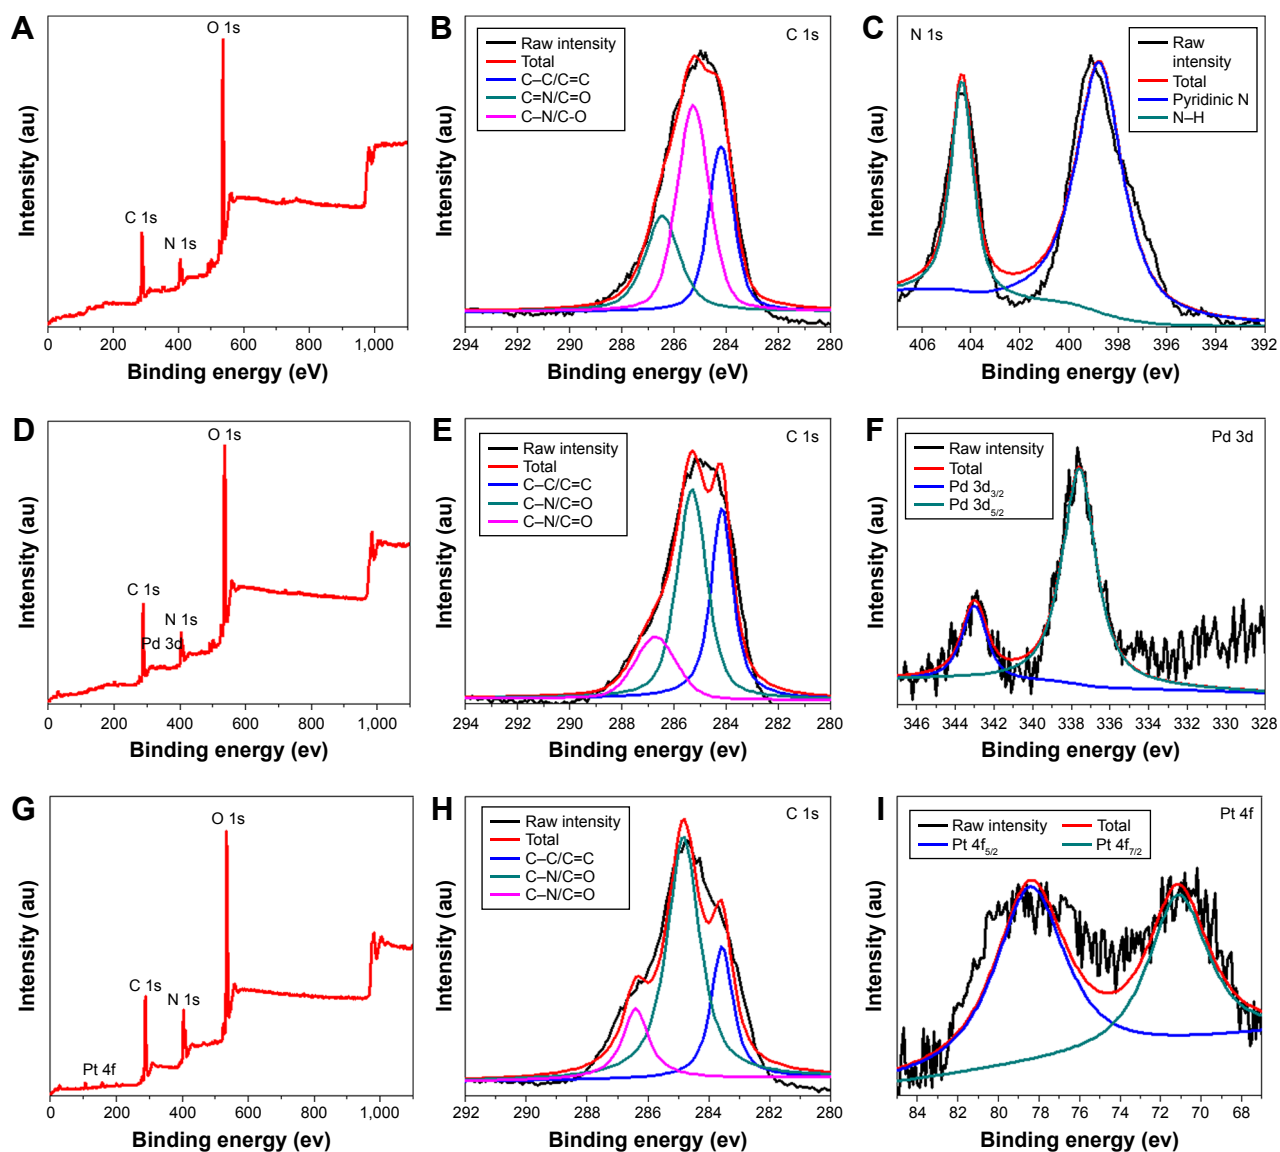 A
O 1s
C 1s
N 1s
Intensity (au)
0 200 400 600 800 1,000
Binding energy (eV)
B
C 1s
Raw intensity
Total
C–C/C=C
C=N/C=O
C–N/C-O
Intensity (au)
294 292 290 288 286 284 282 280
Binding energy (eV)
C
N 1s
Raw
intensity
Total
Pyridinic N
N–H
Intensity (au)
406 404 402 400 398 396 394 392
Binding energy (ev)
D
O 1s
C 1s
N 1s
Pd 3d
Intensity (au)
0 200 400 600 800 1,000
Binding energy (ev)
E
C 1s
Raw intensity
Total
C–C/C=C
C–N/C=O
C–N/C=O
Intensity (au)
294 292 290 288 286 284 282 280
Binding energy (ev)
F
Pd 3d
Raw intensity
Total
Pd 3d3/2
Pd 3d5/2
Intensity (au)
346 342 340 338 336 332 330 328
Binding energy (ev)
G
O 1s
C 1s
N 1s
Pt 4f
Intensity (au)
0 200 400 600 800 1,000
Binding energy (ev)
H
C 1s
Raw intensity
Total
C–C/C=C
C–N/C=O
C–N/C=O
Intensity (au)
292 290 288 286 284 282 280
Binding energy (ev)
I
Pt 4f
Raw intensity Total
Pt 4f5/2 Pt 4f7/2
Intensity (au)
84 82 80 78 76 74 72 70 68
Binding energy (ev)